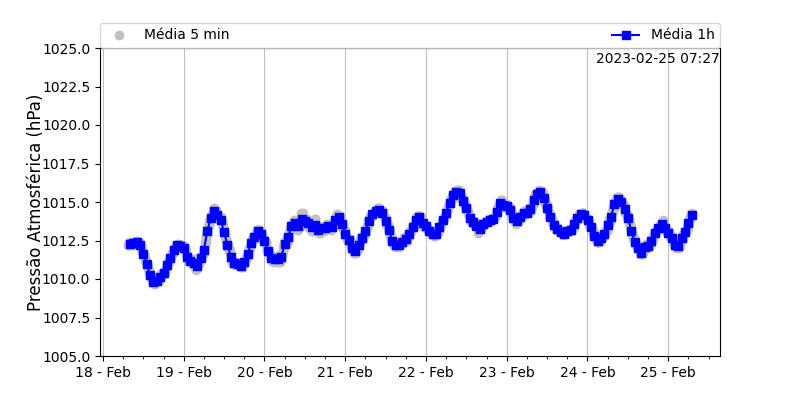 Média 5 min
Média 1h
2023-02-25 07:27
Pressão Atmosférica (hPa)
1025.0
1022.5
1020.0
1017.5
1015.0
1012.5
1010.0
1007.5
1005.0
18 - Feb
19 - Feb
20 - Feb
21 - Feb
22 - Feb
23 - Feb
24 - Feb
25 - Feb